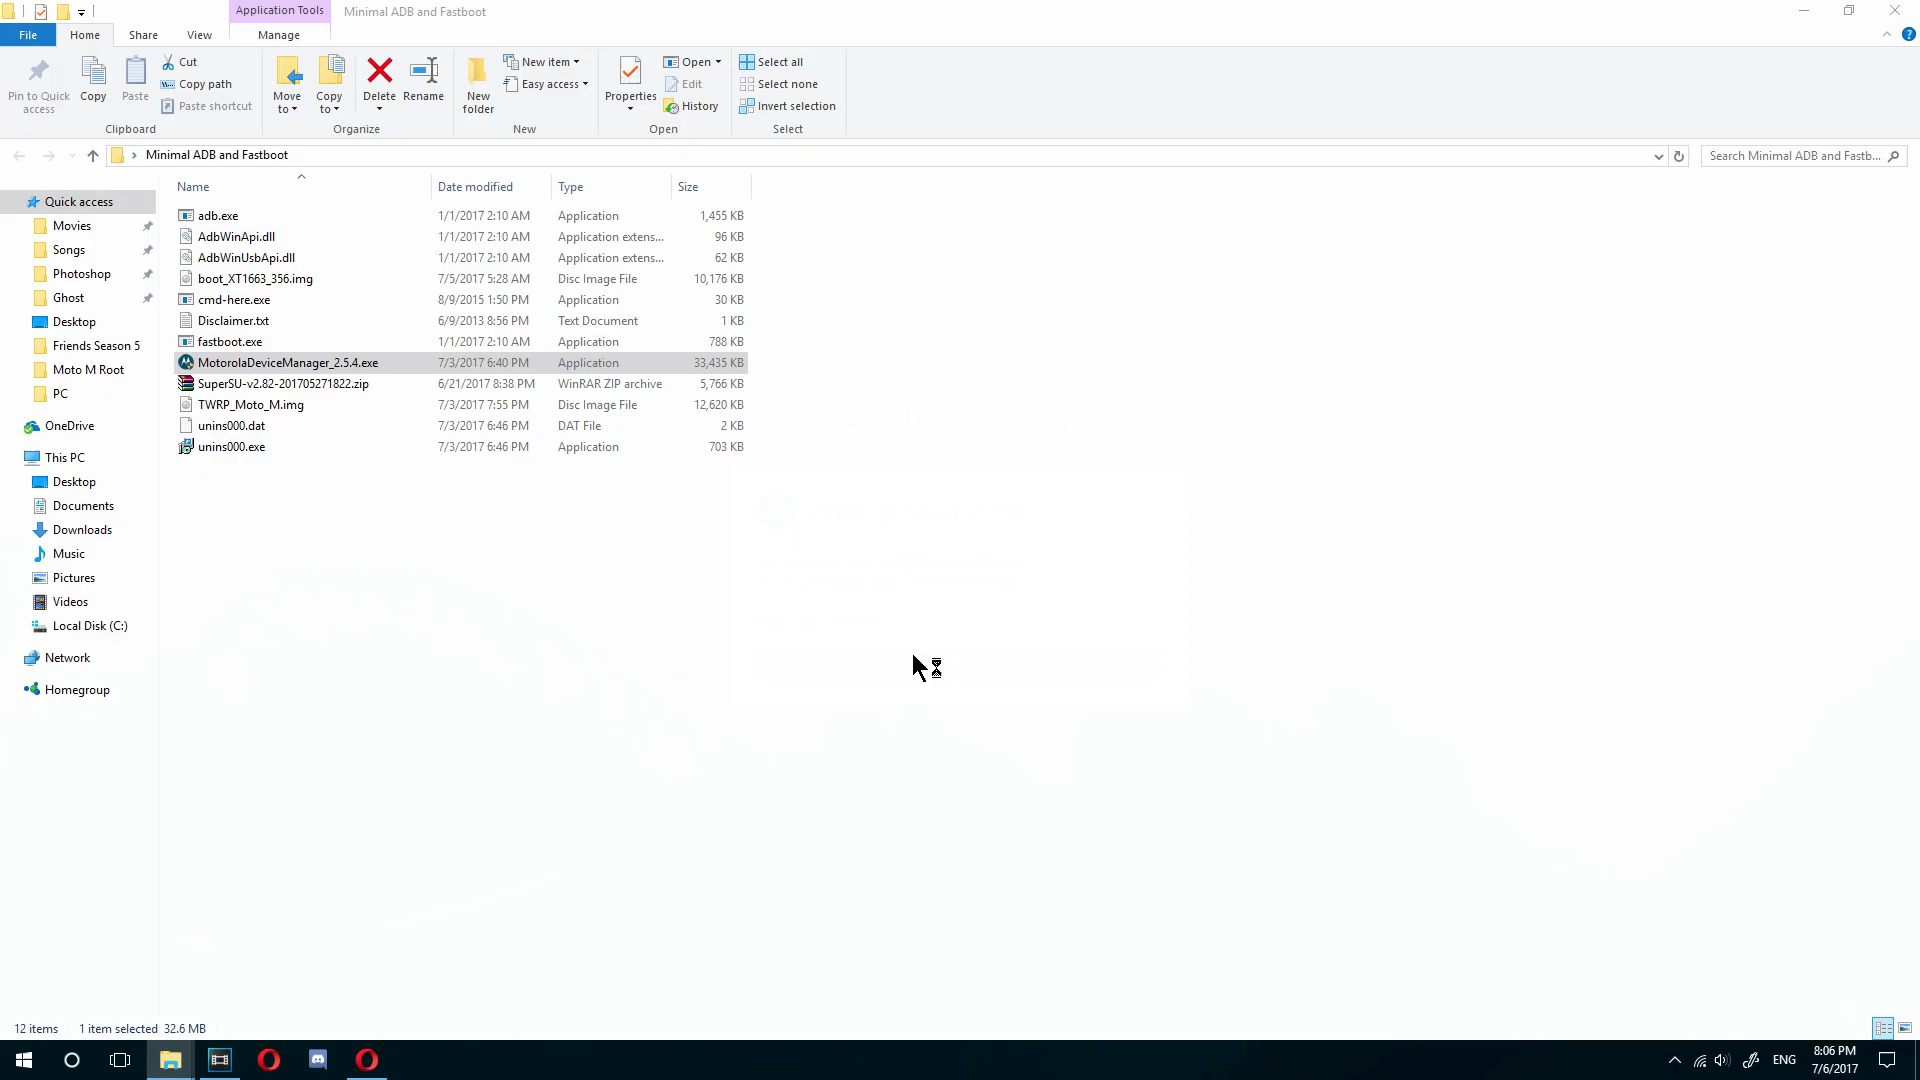 Application Tools
Minimal ADB and Fastboot
File
Home
Share
View
Manage
Pin to Quick access
Copy
Paste
Cut
Copy path
Paste shortcut
Clipboard
Move to
Copy to
Delete
Rename
Organize
New folder
New item
Easy access
New
Properties
Open
Edit
History
Open
Select all
Select none
Invert selection
Select
Minimal ADB and Fastboot
Search Minimal ADB and Fastb...
Name
Date modified
Type
Size
adb.exe 1/1/2017 2:10 AM Application 1,455 KB
AdbWinApi.dll 1/1/2017 2:10 AM Application extens... 96 KB
AdbWinUsbApi.dll 1/1/2017 2:10 AM Application extens... 62 KB
boot_XT1663_356.img 7/5/2017 5:28 AM Disc Image File 10,176 KB
cmd-here.exe 8/9/2015 1:50 PM Application 30 KB
Disclaimer.txt 6/9/2013 8:56 PM Text Document 1 KB
fastboot.exe 1/1/2017 2:10 AM Application 788 KB
MotorolaDeviceManager_2.5.4.exe 7/3/2017 6:40 PM Application 33,435 KB
SuperSU-v2.82-201705271822.zip 6/21/2017 8:38 PM WinRAR ZIP archive 5,766 KB
TWRP_Moto_M.img 7/3/2017 7:55 PM Disc Image File 12,620 KB
unins000.dat 7/3/2017 6:46 PM DAT File 2 KB
unins000.exe 7/3/2017 6:46 PM Application 703 KB
Quick access
Movies
Songs
Photoshop
Ghost
Desktop
Friends Season 5
Moto M Root
PC
OneDrive
This PC
Desktop
Documents
Downloads
Music
Pictures
Videos
Local Disk (C:)
Network
Homegroup
12 items
1 item selected 32.6 MB
ENG
8:06 PM
7/6/2017